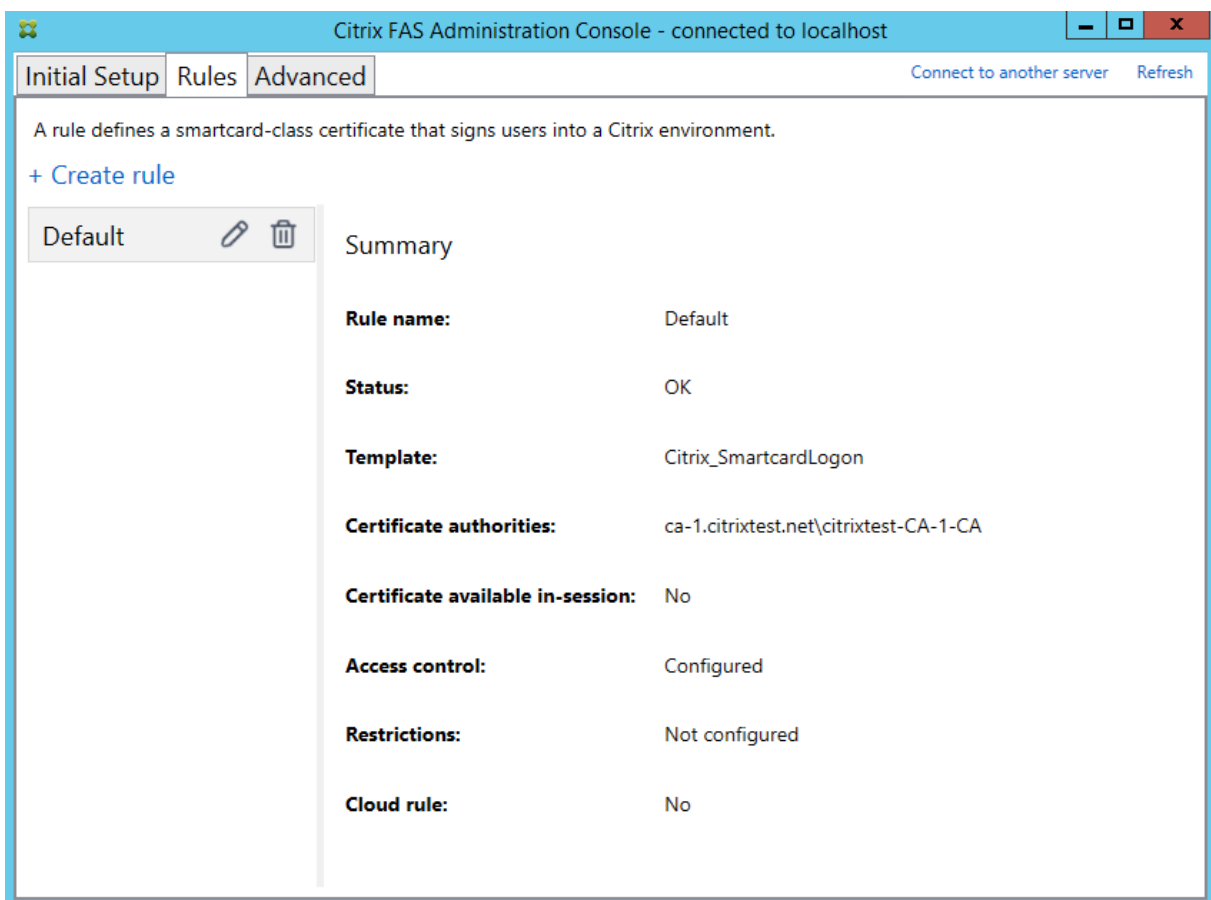 Citrix FAS Administration Console - connected to localhost
Initial Setup Rules Advanced Connect to another server Refresh
A rule defines a smartcard-class certificate that signs users into a Citrix environment.
+ Create rule
Default
Summary
Rule name: Default
Status: OK
Template: Citrix_SmartcardLogon
Certificate authorities: ca-1.citrixtest.net\citrixtest-CA-1-CA
Certificate available in-session: No
Access control: Configured
Restrictions: Not configured
Cloud rule: No